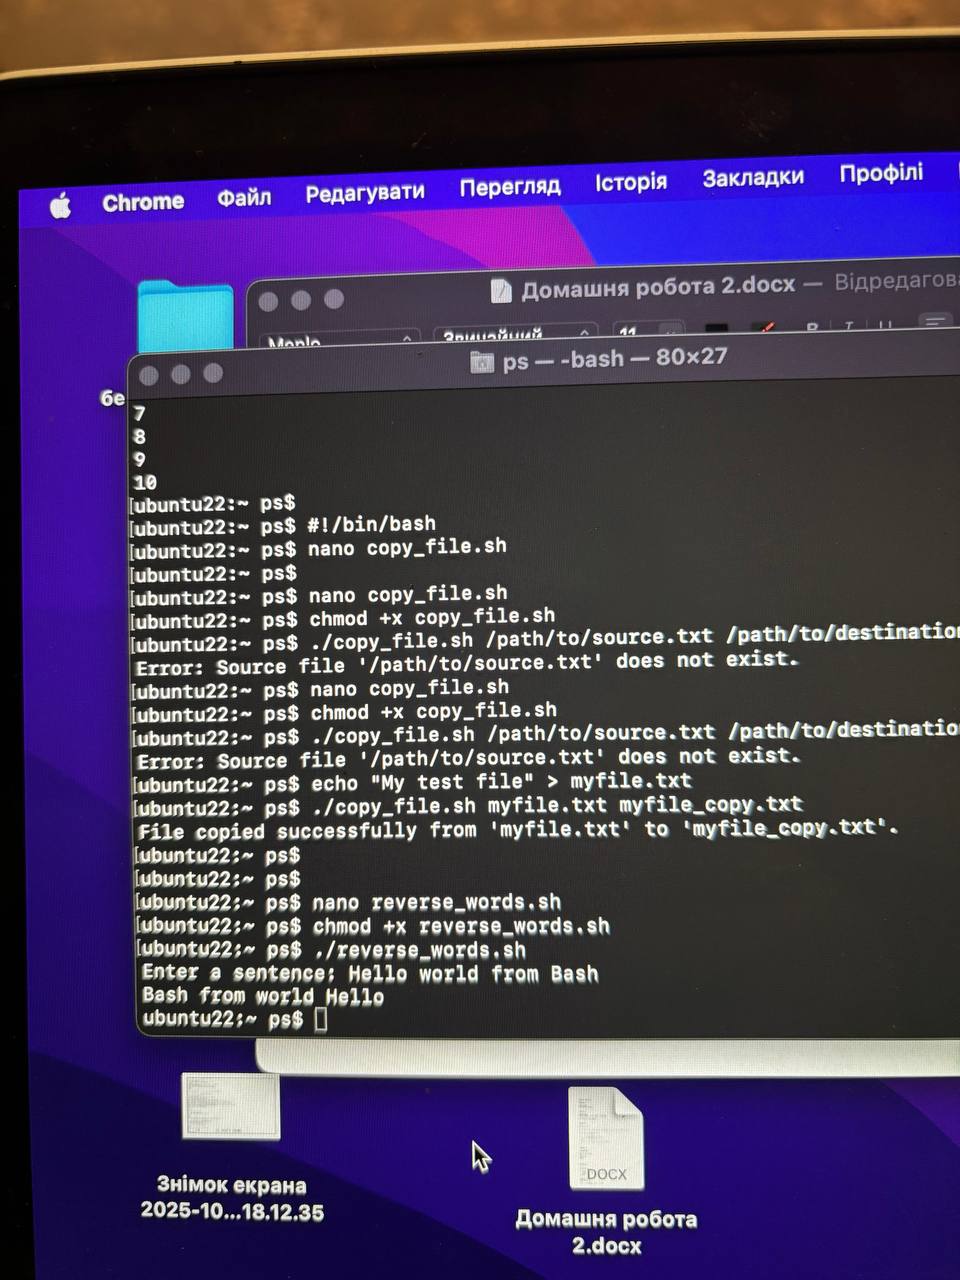 Chrome Файл Редагувати Перегляд Історія Закладки Профілі
Домашня робота 2.docx —
Звичайний 11
ps — -bash — 80×27
7
8
9
10
[ubuntu22:~ ps$
[ubuntu22:~ ps$ #!/bin/bash
[ubuntu22:~ ps$ nano copy_file.sh
[ubuntu22:~ ps$
[ubuntu22:~ ps$ nano copy_file.sh
[ubuntu22:~ ps$ chmod +x copy_file.sh
[ubuntu22:~ ps$ ./copy_file.sh /path/to/source.txt /path/to/destination
Error: Source file '/path/to/source.txt' does not exist.
[ubuntu22:~ ps$ nano copy_file.sh
[ubuntu22:~ ps$ chmod +x copy_file.sh
[ubuntu22:~ ps$ ./copy_file.sh /path/to/source.txt /path/to/destination
Error: Source file '/path/to/source.txt' does not exist.
[ubuntu22:~ ps$ echo "My test file" > myfile.txt
[ubuntu22:~ ps$ ./copy_file.sh myfile.txt myfile_copy.txt
File copied successfully from 'myfile.txt' to 'myfile_copy.txt'.
[ubuntu22:~ ps$
[ubuntu22:~ ps$
[ubuntu22:~ ps$ nano reverse_words.sh
[ubuntu22:~ ps$ chmod +x reverse_words.sh
[ubuntu22:~ ps$ ./reverse_words.sh
Enter a sentence: Hello world from Bash
Bash from world Hello
ubuntu22:~ ps$
Знімок екрана
2025-10...18.12.35
DOCX
Домашня робота
2.docx